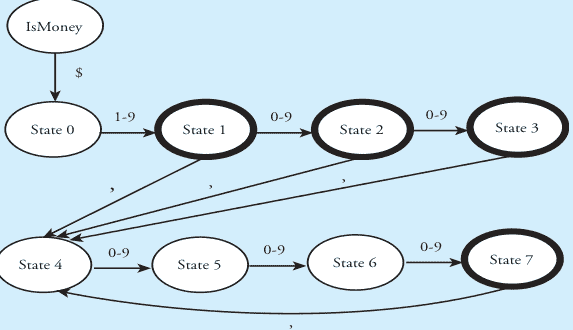 IsMoney
$
State 0
1-9
State 1
0-9
State 2
0-9
State 3
,
,
,
State 4
0-9
State 5
0-9
State 6
0-9
State 7
,